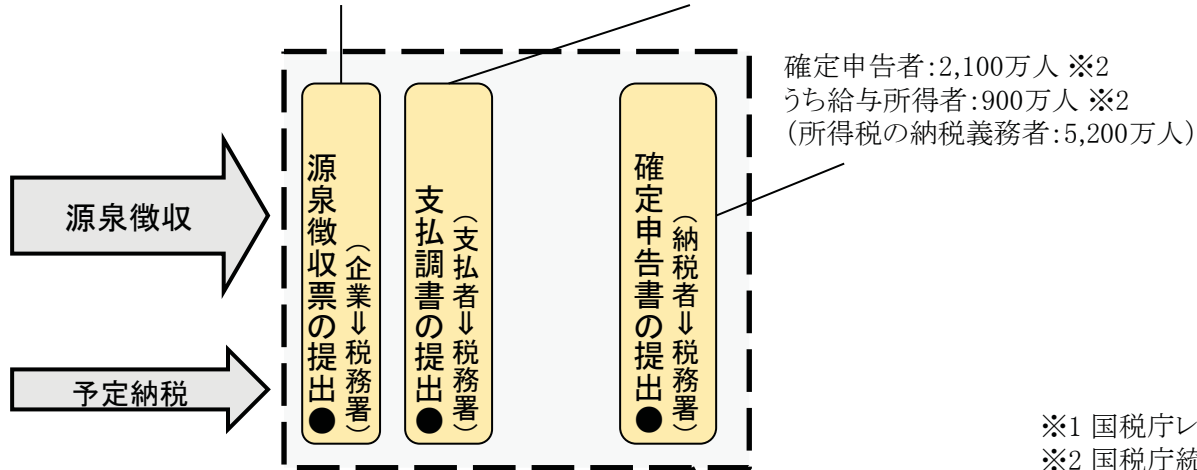 確定申告者:2,100万人 ※2
うち給与所得者:900万人 ※2
(所得税の納税義務者:5,200万人)
源泉徴収
予定納税
源泉徴収票の提出●
(企業⇒税務署)
支払調書の提出●
(支払者⇒税務署)
確定申告書の提出●
(納税者⇒税務署)
※1 国税庁レ
※2 国税庁統